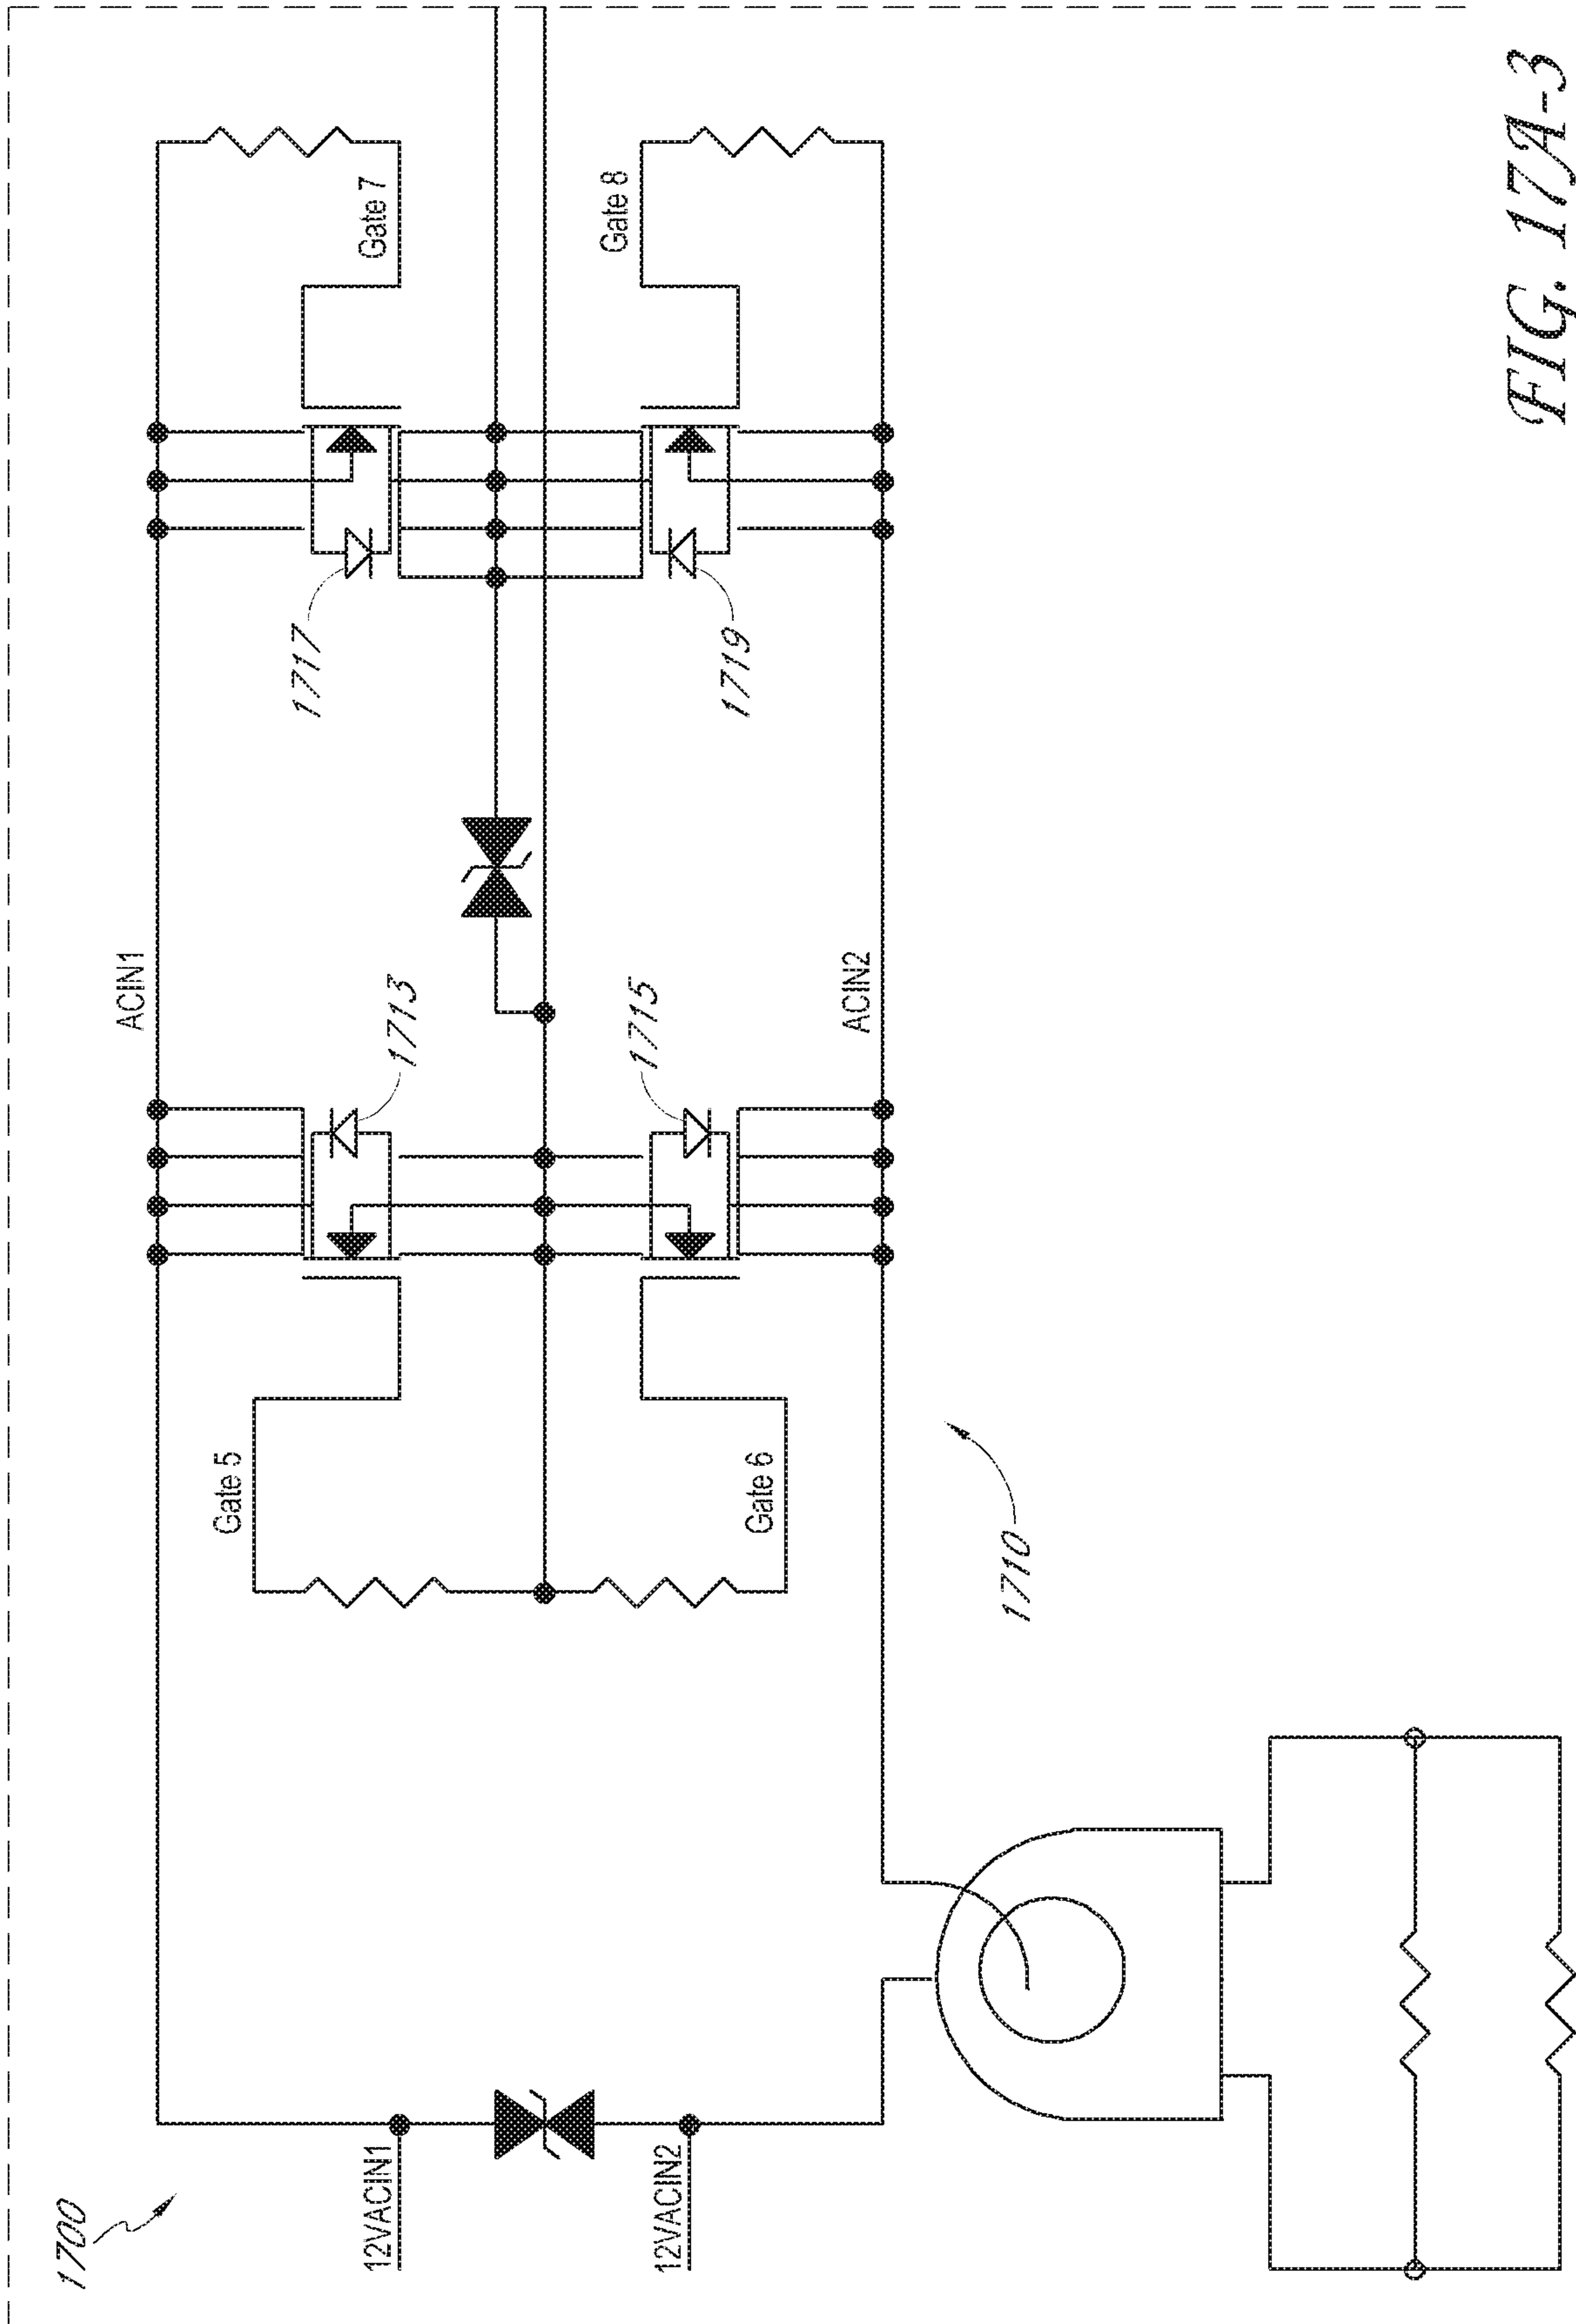 1700
12VACIN1
12VACIN2
Gate 5
Gate 6
1710
ACIN1
1713
1715
ACIN2
1717
1719
Gate 7
Gate 8
FIG. 17A-3